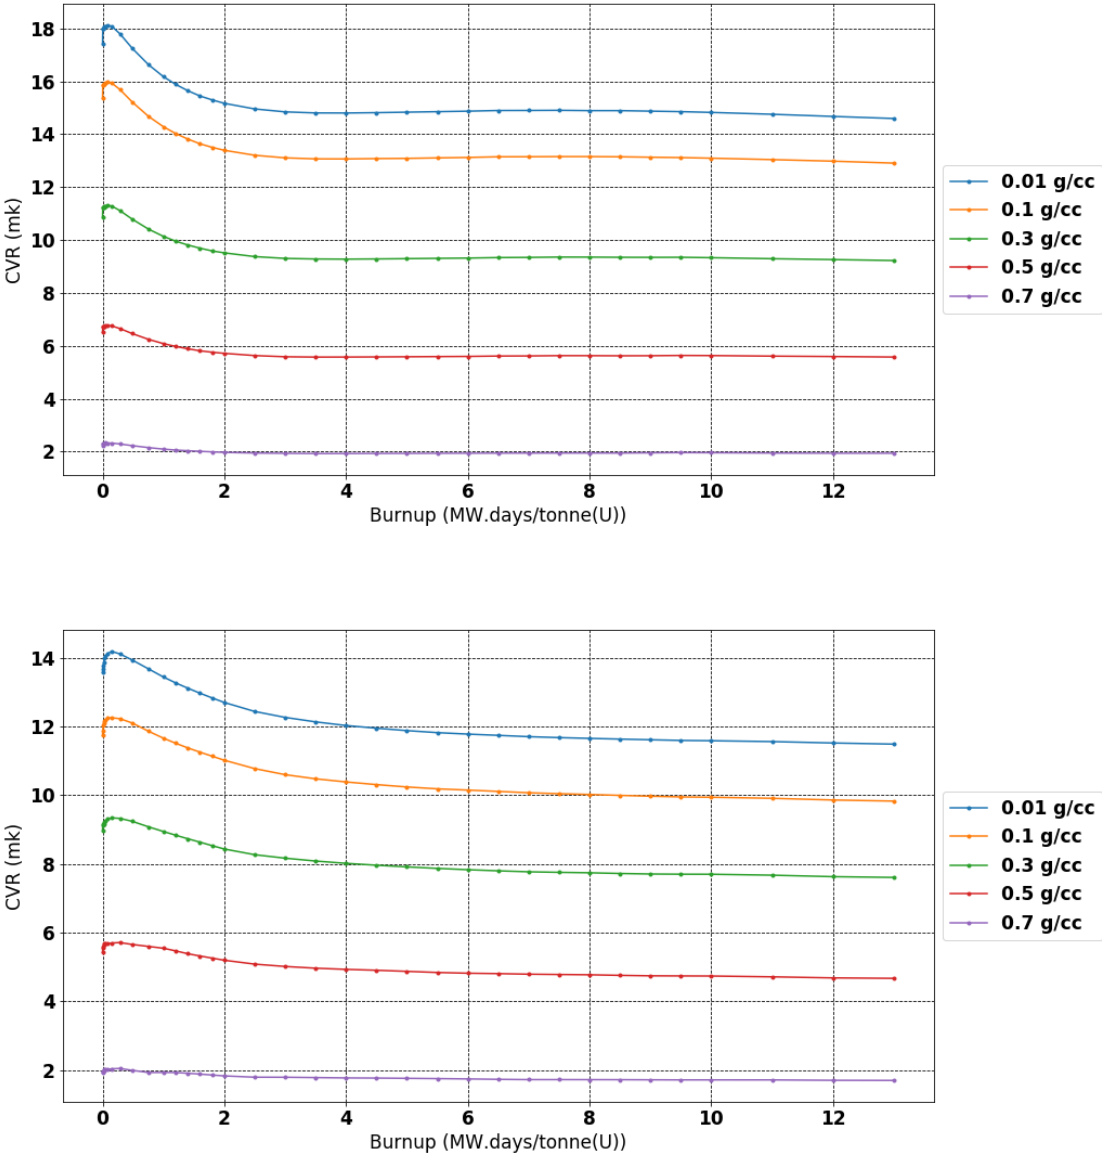 18
16
14
12
10
8
6
4
2
CVR (mk)
0 2 4 6 8 10 12
Burnup (MW.days/tonne(U))
0.01 g/cc
0.1 g/cc
0.3 g/cc
0.5 g/cc
0.7 g/cc
14
12
10
8
6
4
2
CVR (mk)
0 2 4 6 8 10 12
Burnup (MW.days/tonne(U))
0.01 g/cc
0.1 g/cc
0.3 g/cc
0.5 g/cc
0.7 g/cc